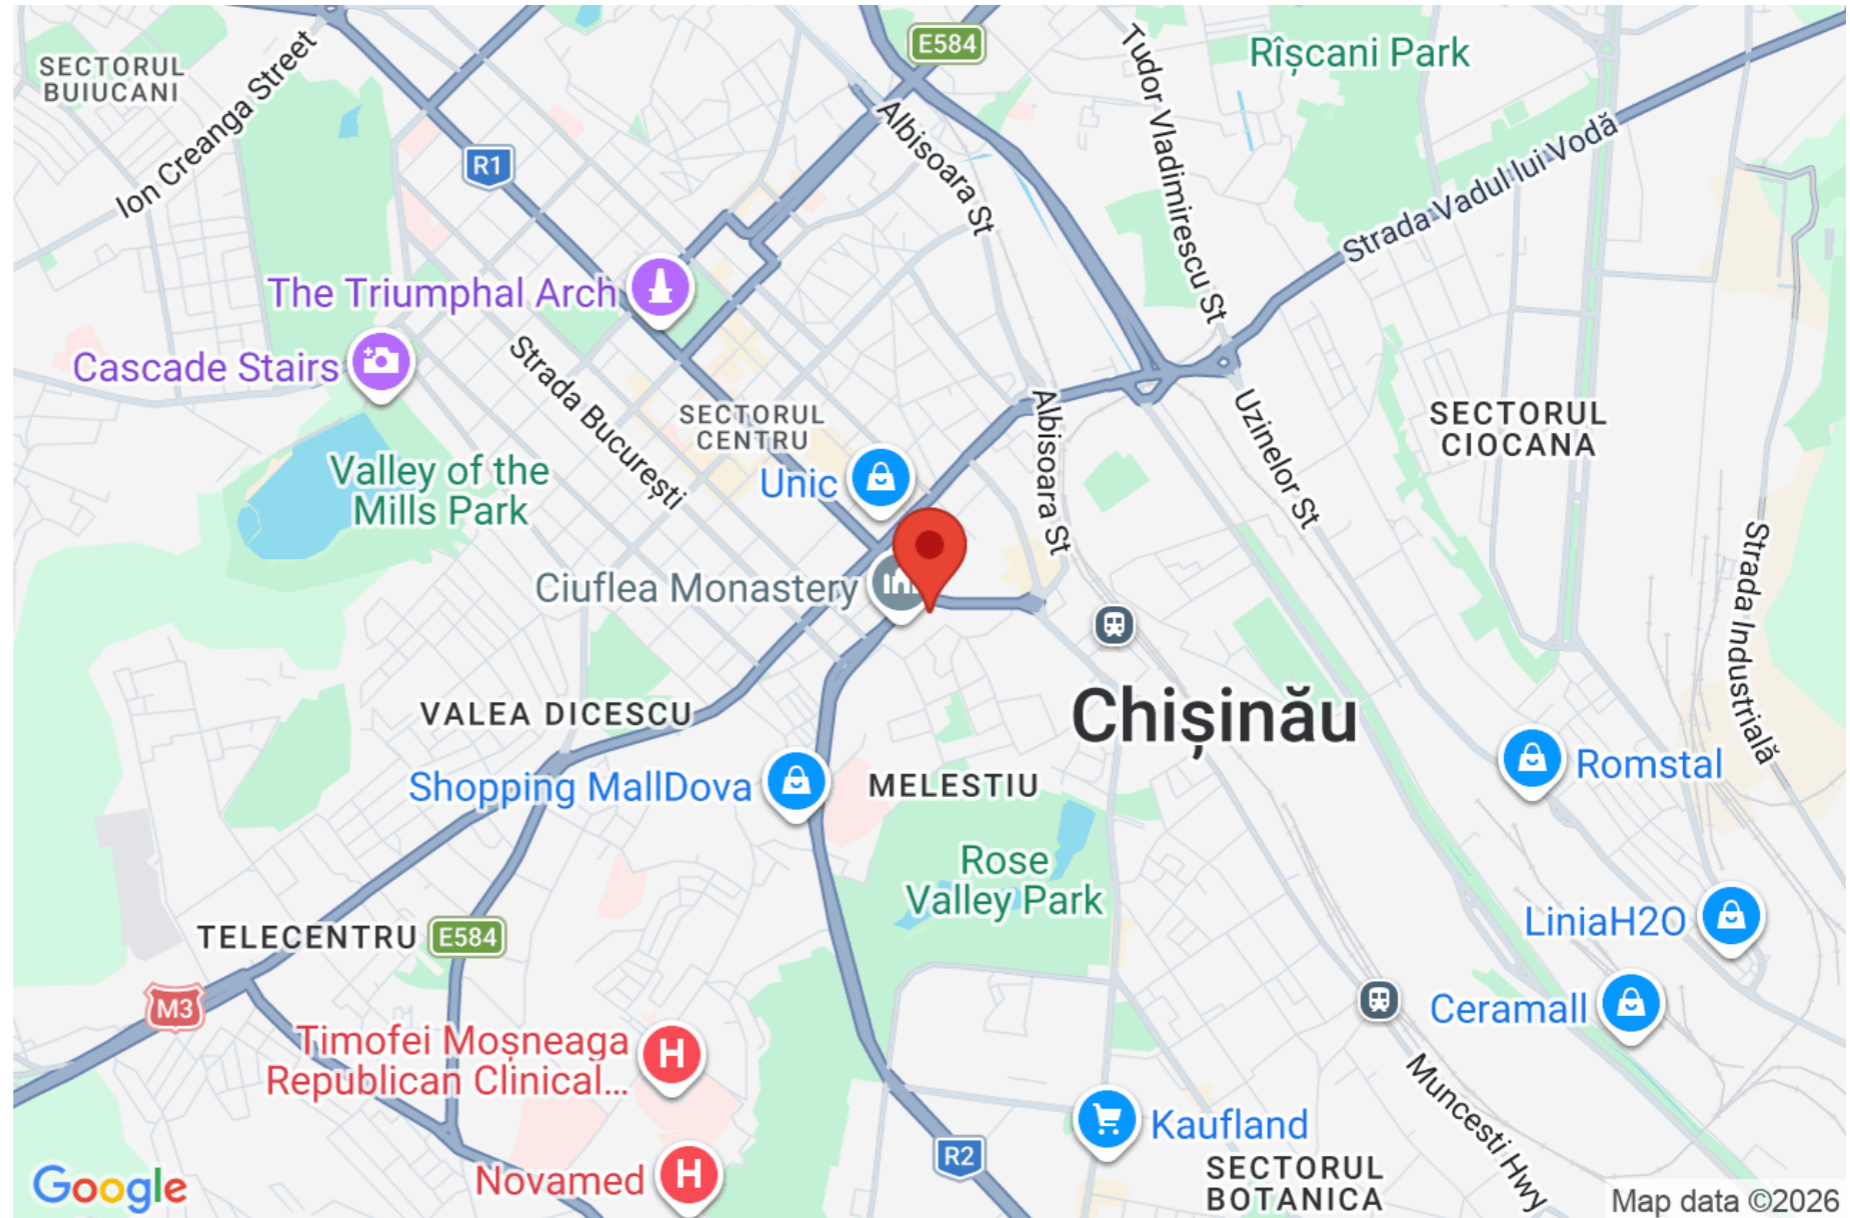 E584
Rîșcani Park
SECTORUL
BUIUCANI
Ion Creanga Street
Tudor Vladimirescu St
Albisoara St
R1
Strada Vadul lui Vodă
The Triumphal Arch
Cascade Stairs
Strada București
SECTORUL
CENTRU
Albisoara St
Uzinelor St
SECTORUL
CIOCANA
Valley of the
Mills Park
Unic
Strada Industrială
Ciuflea Monastery
VALEA DICESCU
Chișinău
Shopping MallDova
MELESTIU
Romstal
Rose
Valley Park
LiniaH2O
TELECENTRU
E584
M3
Ceramall
Timofei Moșneaga
Republican Clinical...
H
Muncesti Hwy
Kaufland
R2
Novamed
H
SECTORUL
BOTANICA
Google
Map data ©2026